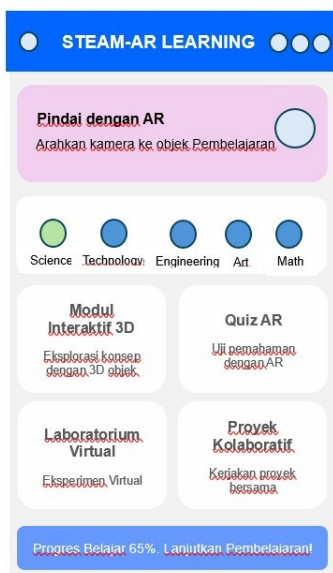 STEAM-AR LEARNING
Pindai dengan AR
Arahkan kamera ke objek Pembelajaran
Science Technology Engineering Art Math
Modul
Interaktif 3D
Eksplorasi konsep
dengan 3D objek
Quiz AR
Uji pemahaman
dengan AR
Laboratorium
Virtual
Eksperimen Virtual
Proyek
Kolaboratif
Kerjakan proyek
bersama
Progres Belajar 65%. Lanjutkan Pembelajaran!